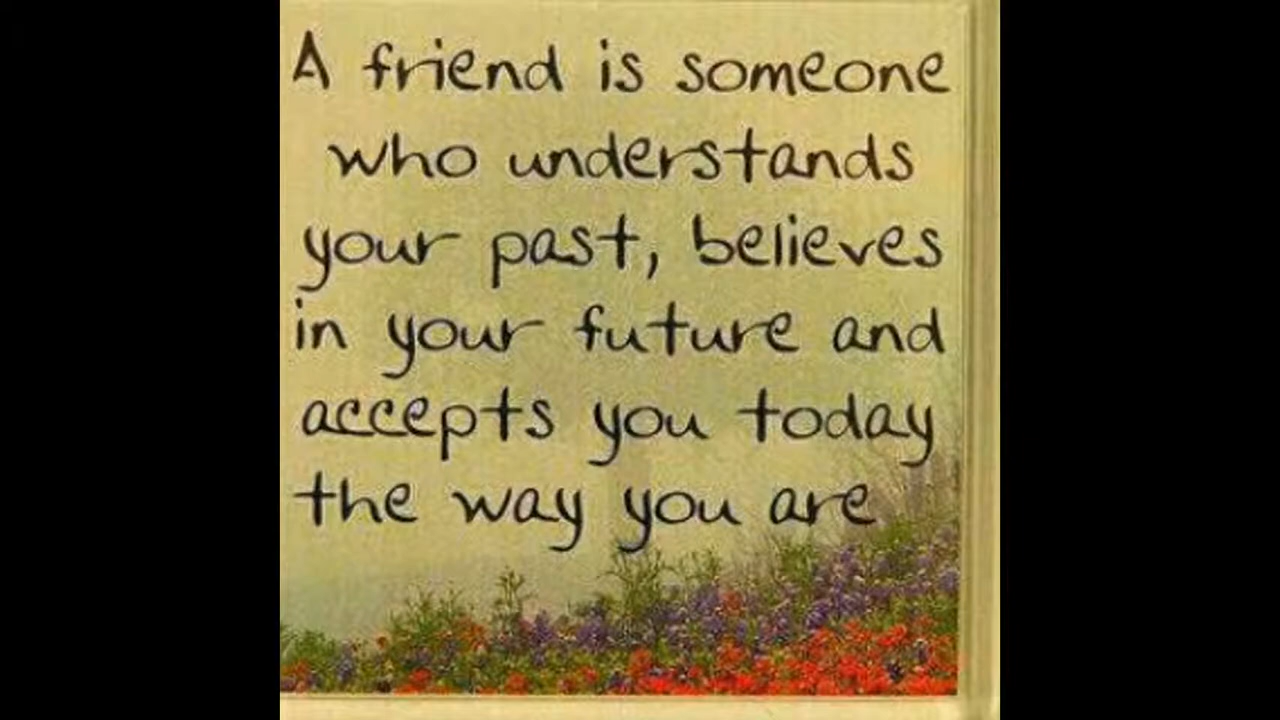 A friend is someone
who understands
your past, believes
in your future and
accepts you today
the way you are